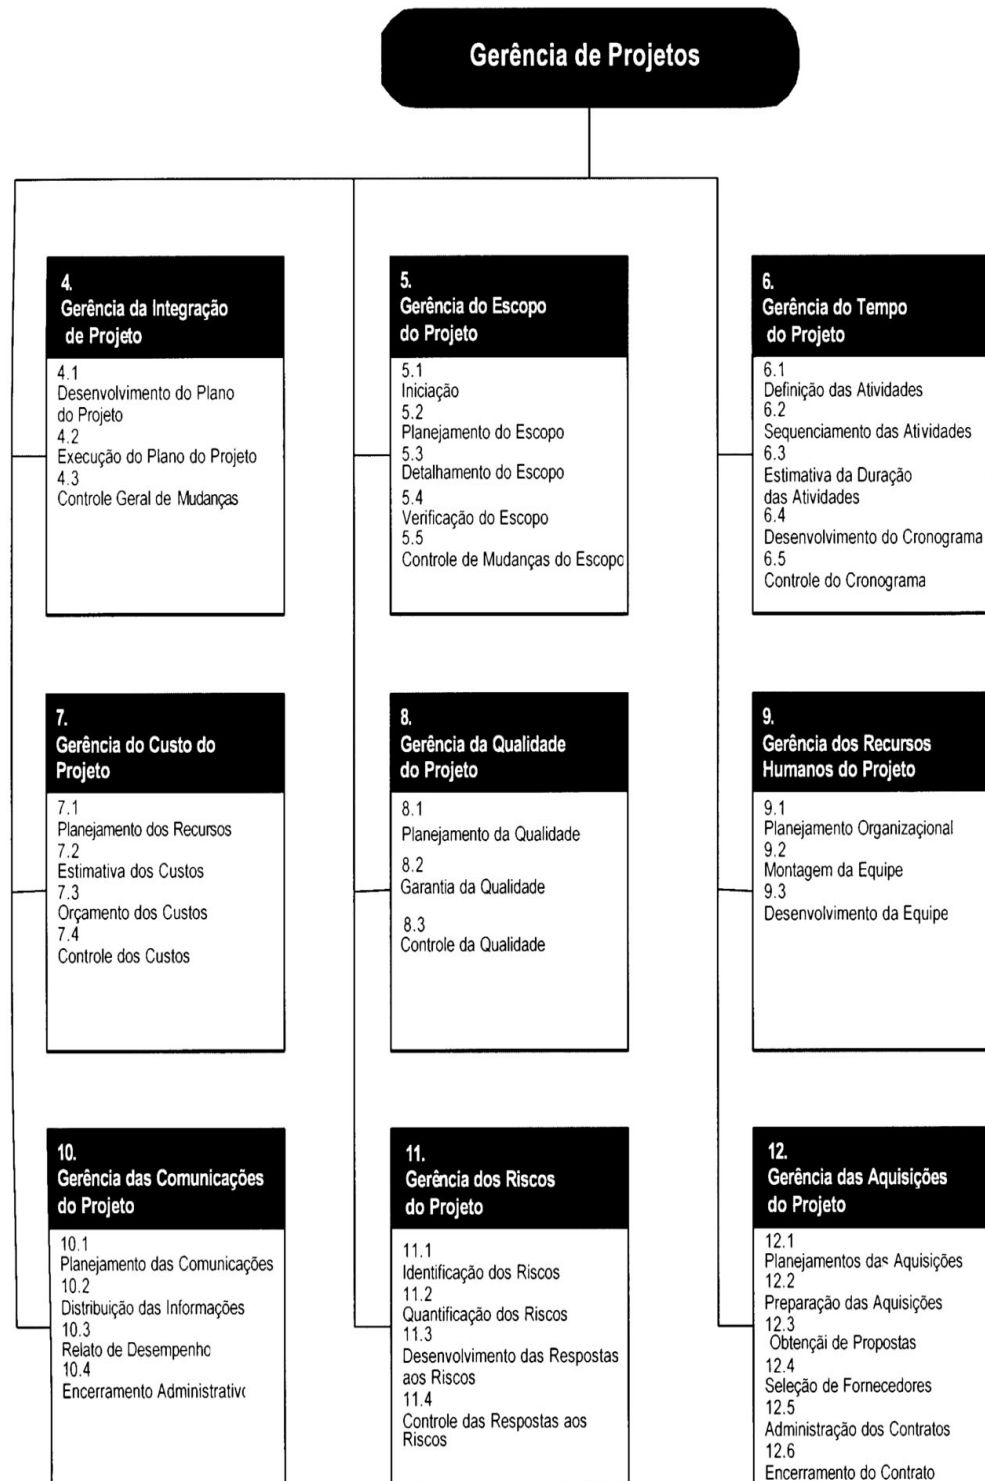 Gerência de Projetos
4.
Gerência da Integração
de Projeto
4.1
Desenvolvimento do Plano
do Projeto
4.2
Execução do Plano do Projeto
4.3
Controle Geral de Mudanças
5.
Gerência do Escopo
do Projeto
5.1
Iniciação
5.2
Planejamento do Escopo
5.3
Detalhamento do Escopo
5.4
Verificação do Escopo
5.5
Controle de Mudanças do Escopo
6.
Gerência do Tempo
do Projeto
6.1
Definição das Atividades
6.2
Sequenciamento das Atividades
6.3
Estimativa da Duração
das Atividades
6.4
Desenvolvimento do Cronograma
6.5
Controle do Cronograma
7.
Gerência do Custo do
Projeto
7.1
Planejamento dos Recursos
7.2
Estimativa dos Custos
7.3
Orçamento dos Custos
7.4
Controle dos Custos
8.
Gerência da Qualidade
do Projeto
8.1
Planejamento da Qualidade
8.2
Garantia da Qualidade
8.3
Controle da Qualidade
9.
Gerência dos Recursos
Humanos do Projeto
9.1
Planejamento Organizaçional
9.2
Montagem da Equipe
9.3
Desenvolvimento da Equipe
10.
Gerência das Comunicações
do Projeto
10.1
Planejamento das Comunicações
10.2
Distribuição das Informações
10.3
Relato de Desempenho
10.4
Encerramento Administrativo
11.
Gerência dos Riscos
do Projeto
11.1
Identificação dos Riscos
11.2
Quantificação dos Riscos
11.3
Desenvolvimento das Respostas
aos Riscos
11.4
Controle das Respostas aos
Riscos
12.
Gerência das Aquisições
do Projeto
12.1
Planejamentos das Aquisições
12.2
Preparação das Aquisições
12.3
Obtençãi de Propostas
12.4
Seleção de Fornecedores
12.5
Administração dos Contratos
12.6
Encerramento do Contrato